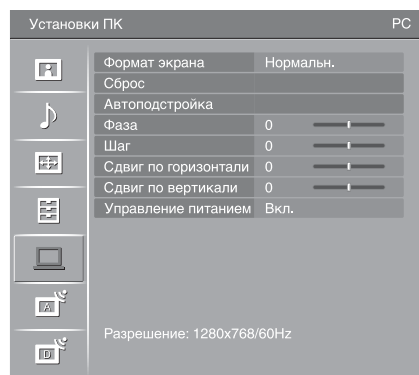 Установки ПК PC
Формат экрана Нормальн.
Сброс
Автоподстройка
Фаза 0
Шаг 0
Сдвиг по горизонтали 0
Сдвиг по вертикали 0
Управление питанием Вкл.
A
D
Разрешение: 1280x768/60Hz